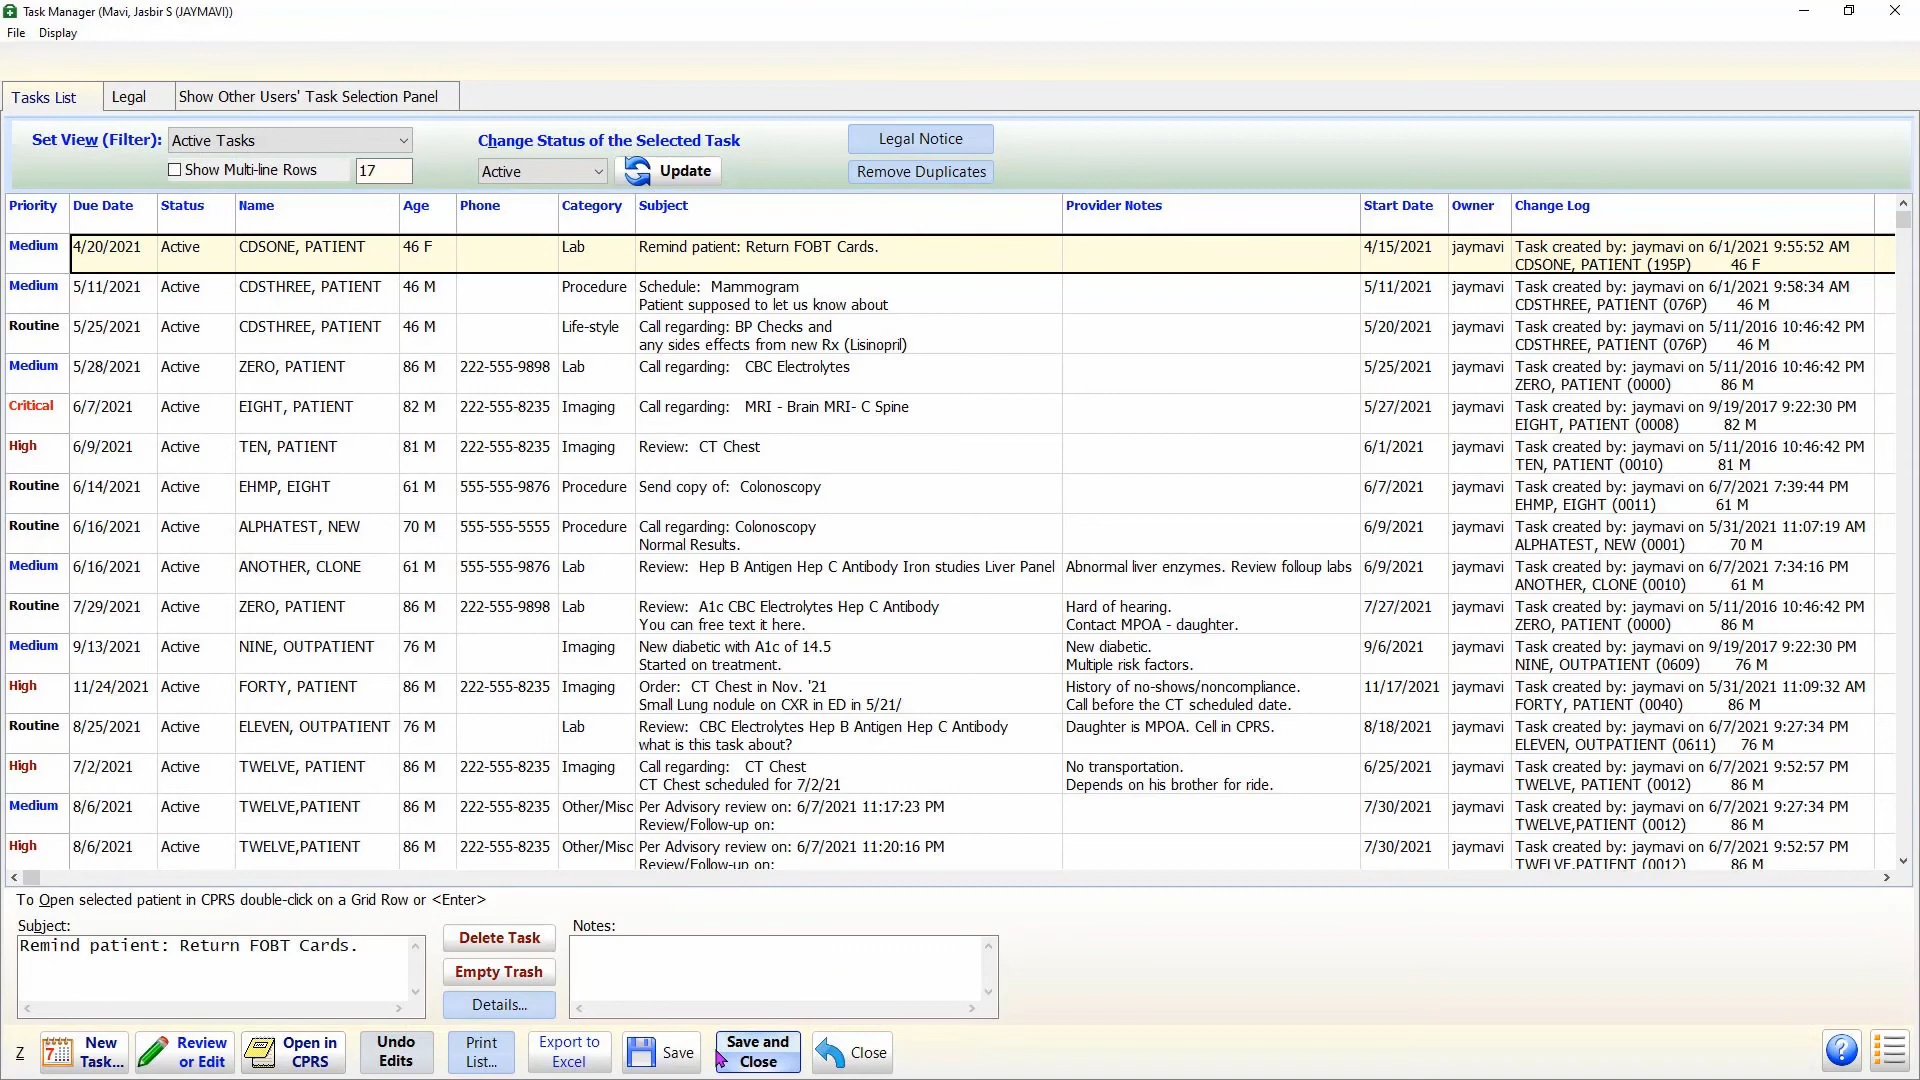 Task Manager (Mavi, Jasbir S (JAYMAVI))
File Display
Tasks List Legal Show Other Users' Task Selection Panel
Set View (Filter): Active Tasks
Show Multi-line Rows 17
Change Status of the Selected Task
Active Update
Legal Notice
Remove Duplicates
Priority Due Date Status Name Age Phone Category Subject Provider Notes Start Date Owner Change Log
Medium 4/20/2021 Active CDSONE, PATIENT 46 F Lab Remind patient: Return FOBT Cards. 4/15/2021 jaymavi Task created by: jaymavi on 6/1/2021 9:55:52 AM
CDSONE, PATIENT (195P) 46 F
Medium 5/11/2021 Active CDSTHREE, PATIENT 46 M Procedure Schedule: Mammogram 5/11/2021 jaymavi Task created by: jaymavi on 6/1/2021 9:58:34 AM
Patient supposed to let us know about CDSTHREE, PATIENT (076P) 46 M
Routine 5/25/2021 Active CDSTHREE, PATIENT 46 M Life-style Call regarding: BP Checks and 5/20/2021 jaymavi Task created by: jaymavi on 5/11/2016 10:46:42 PM
any sides effects from new Rx (Lisinopril) CDSTHREE, PATIENT (076P) 46 M
Medium 5/28/2021 Active ZERO, PATIENT 86 M 222-555-9898 Lab Call regarding: CBC Electrolytes 5/25/2021 jaymavi Task created by: jaymavi on 5/11/2016 10:46:42 PM
ZERO, PATIENT (0000) 86 M
Critical 6/7/2021 Active EIGHT, PATIENT 82 M 222-555-8235 Imaging Call regarding: MRI - Brain MRI- C Spine 5/27/2021 jaymavi Task created by: jaymavi on 9/19/2017 9:22:30 PM
EIGHT, PATIENT (0008) 82 M
High 6/9/2021 Active TEN, PATIENT 81 M 222-555-8235 Imaging Review: CT Chest 6/1/2021 jaymavi Task created by: jaymavi on 5/11/2016 10:46:42 PM
TEN, PATIENT (0010) 81 M
Routine 6/14/2021 Active EHMP, EIGHT 61 M 555-555-9876 Procedure Send copy of: Colonoscopy 6/7/2021 jaymavi Task created by: jaymavi on 6/7/2021 7:39:44 PM
EHMP, EIGHT (0011) 61 M
Routine 6/16/2021 Active ALPHATEST, NEW 70 M 555-555-5555 Procedure Call regarding: Colonoscopy 6/9/2021 jaymavi Task created by: jaymavi on 5/31/2021 11:07:19 AM
Normal Results. ALPHATEST, NEW (0001) 70 M
Medium 6/16/2021 Active ANOTHER, CLONE 61 M 555-555-9876 Lab Review: Hep B Antigen Hep C Antibody Iron studies Liver Panel Abnormal liver enzymes. Review folloup labs 6/9/2021 jaymavi Task created by: jaymavi on 6/7/2021 7:34:16 PM
ANOTHER, CLONE (0010) 61 M
Routine 7/29/2021 Active ZERO, PATIENT 86 M 222-555-9898 Lab Review: A1c CBC Electrolytes Hep C Antibody Hard of hearing. 7/27/2021 jaymavi Task created by: jaymavi on 5/11/2016 10:46:42 PM
You can free text it here. Contact MPOA - daughter. ZERO, PATIENT (0000) 86 M
Medium 9/13/2021 Active NINE, OUTPATIENT 76 M Imaging New diabetic with A1c of 14.5 New diabetic. 9/6/2021 jaymavi Task created by: jaymavi on 9/19/2017 9:22:30 PM
Started on treatment. Multiple risk factors. NINE, OUTPATIENT (0609) 76 M
High 11/24/2021 Active FORTY, PATIENT 86 M 222-555-8235 Imaging Order: CT Chest in Nov. '21 History of no-shows/noncompliance. 11/17/2021 jaymavi Task created by: jaymavi on 5/31/2021 11:09:32 AM
Small Lung nodule on CXR in ED in 5/21/ Call before the CT scheduled date. FORTY, PATIENT (0040) 86 M
Routine 8/25/2021 Active ELEVEN, OUTPATIENT 76 M Lab Review: CBC Electrolytes Hep B Antigen Hep C Antibody Daughter is MPOA. Cell in CPRS. 8/18/2021 jaymavi Task created by: jaymavi on 6/7/2021 9:27:34 PM
what is this task about? ELEVEN, OUTPATIENT (0611) 76 M
High 7/2/2021 Active TWELVE, PATIENT 86 M 222-555-8235 Imaging Call regarding: CT Chest No transportation. 6/25/2021 jaymavi Task created by: jaymavi on 6/7/2021 9:52:57 PM
CT Chest scheduled for 7/2/21 Depends on his brother for ride. TWELVE, PATIENT (0012) 86 M
Medium 8/6/2021 Active TWELVE,PATIENT 86 M 222-555-8235 Other/Misc Per Advisory review on: 6/7/2021 11:17:23 PM 7/30/2021 jaymavi Task created by: jaymavi on 6/7/2021 9:27:34 PM
Review/Follow-up on: TWELVE,PATIENT (0012) 86 M
High 8/6/2021 Active TWELVE,PATIENT 86 M 222-555-8235 Other/Misc Per Advisory review on: 6/7/2021 11:20:16 PM 7/30/2021 jaymavi Task created by: jaymavi on 6/7/2021 9:52:57 PM
Review/Follow-up on: TWELVE,PATIENT (0012) 86 M
To Open selected patient in CPRS double-click on a Grid Row or <Enter>
Subject:
Remind patient: Return FOBT Cards.
Delete Task
Empty Trash
Details...
Notes:
Z
New Task...
Review or Edit
Open in CPRS
Undo Edits
Print List...
Export to Excel
Save
Save and Close
Close
?